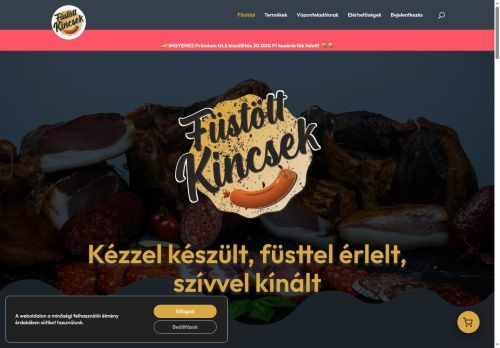 Füstölt
Kincsek
Főoldal Termékek Viszonteladóknak Elérhetőségek Bejelentkezés
🚚INGYENES Prémium GLS kiszállítás 30.000 Ft kosárérték felett! 📦📦
Füstölt
Kincsek
Kézzel készült, füsttel érlelt,
szívvel kínált
A weboldalon a minőségi felhasználói élmény
érdekében sütiket használunk.
Elfogad
Beállítások